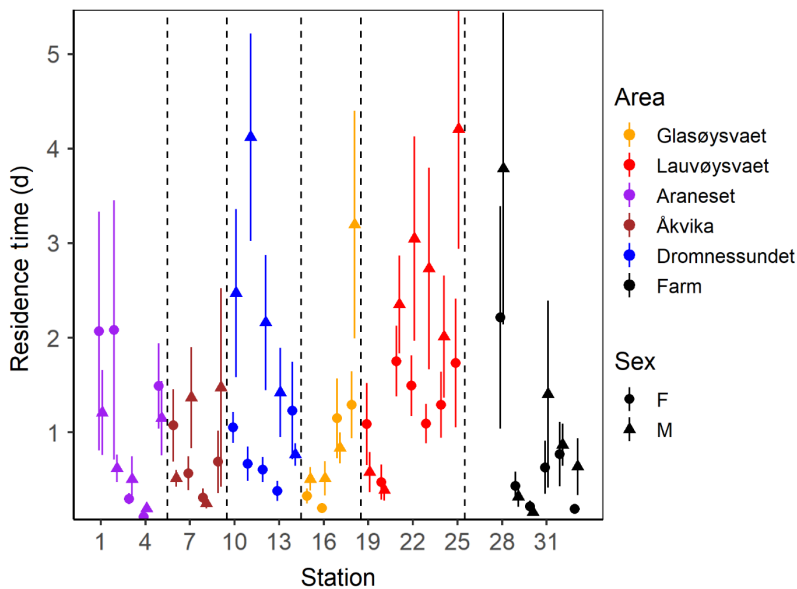 Residence time (d)
5
4
3
2
1
1 4 7 10 13 16 19 22 25 28 31
Station
Area
Glasøysvaet
Lauvøysvaet
Araneset
Åkvika
Dromnessundet
Farm
Sex
F
M